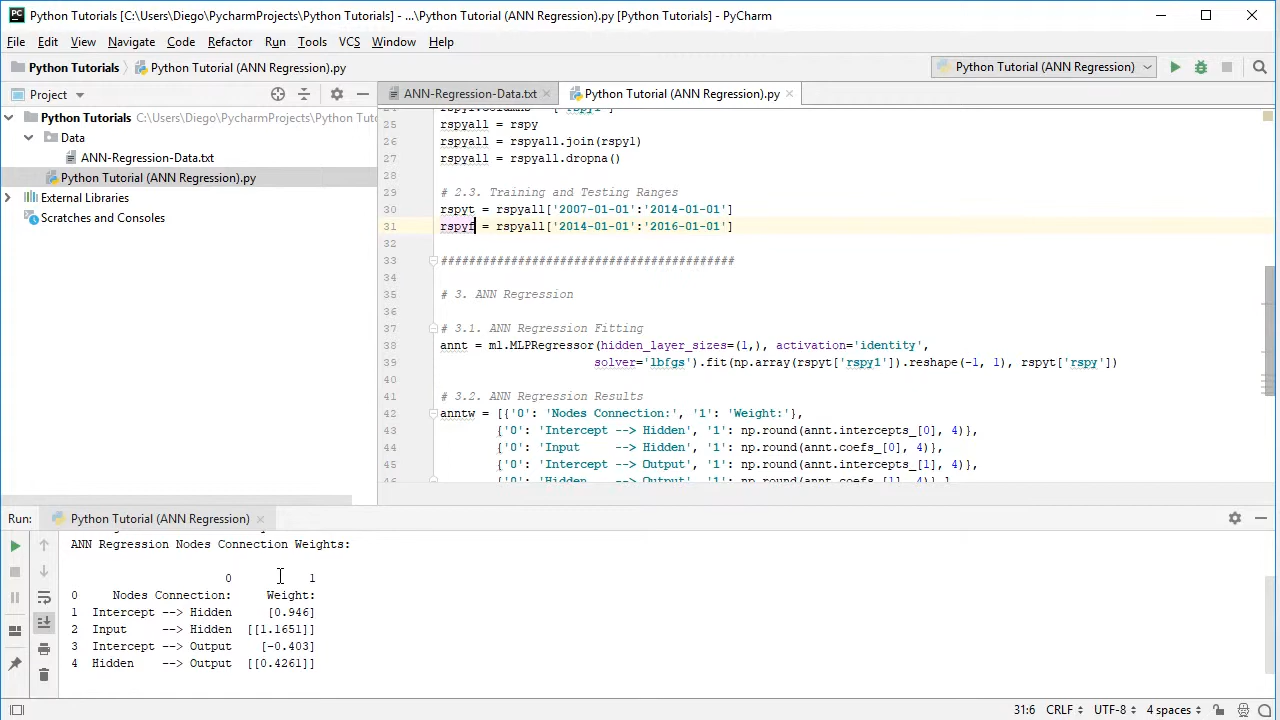 Python Tutorials [C:\Users\Diego\PycharmProjects\Python Tutorials] - ...\Python Tutorial (ANN Regression).py [Python Tutorials] - PyCharm
File Edit View Navigate Code Refactor Run Tools VCS Window Help
Python Tutorials Python Tutorial (ANN Regression).py Python Tutorial (ANN Regression)
Project ANN-Regression-Data.txt Python Tutorial (ANN Regression).py
Python Tutorials C:\Users\Diego\PycharmProjects\Python Tuto
Data
ANN-Regression-Data.txt
Python Tutorial (ANN Regression).py
External Libraries
Scratches and Consoles
25 rspyall = rspy
26 rspyall = rspyall.join(rspy1)
27 rspyall = rspyall.dropna()
28
29 # 2.3. Training and Testing Ranges
30 rspyt = rspyall['2007-01-01':'2014-01-01']
31 rspyf = rspyall['2014-01-01':'2016-01-01']
32
33 ##########################################
34
35 # 3. ANN Regression
36
37 # 3.1. ANN Regression Fitting
38 annt = ml.MLPRegressor(hidden_layer_sizes=(1,), activation='identity',
39 solver='lbfgs').fit(np.array(rspyt['rspy1']).reshape(-1, 1), rspyt['rspy'])
40
41 # 3.2. ANN Regression Results
42 anntw = [{'0': 'Nodes Connection:', '1': 'Weight:'},
43 {'0': 'Intercept --> Hidden', '1': np.round(annt.intercepts_[0], 4)},
44 {'0': 'Input      --> Hidden', '1': np.round(annt.coefs_[0], 4)},
45 {'0': 'Intercept --> Output', '1': np.round(annt.intercepts_[1], 4)},
Run: Python Tutorial (ANN Regression)
ANN Regression Nodes Connection Weights:
0 1
0 Nodes Connection: Weight:
1 Intercept --> Hidden [0.946]
2 Input --> Hidden [[1.1651]]
3 Intercept --> Output [-0.403]
4 Hidden --> Output [[0.4261]]
31:6 CRLF UTF-8 4 spaces